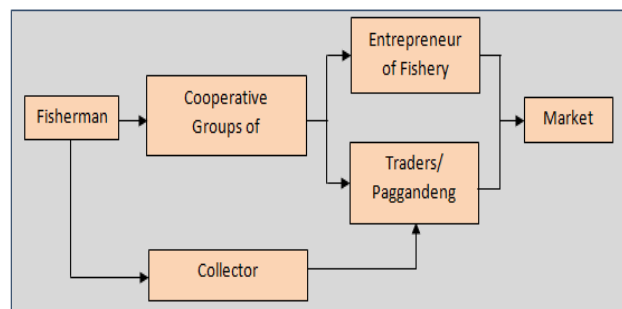 Fisherman
Cooperative
Groups of
Entrepreneur
of Fishery
Traders/
Paggandeng
Market
Collector